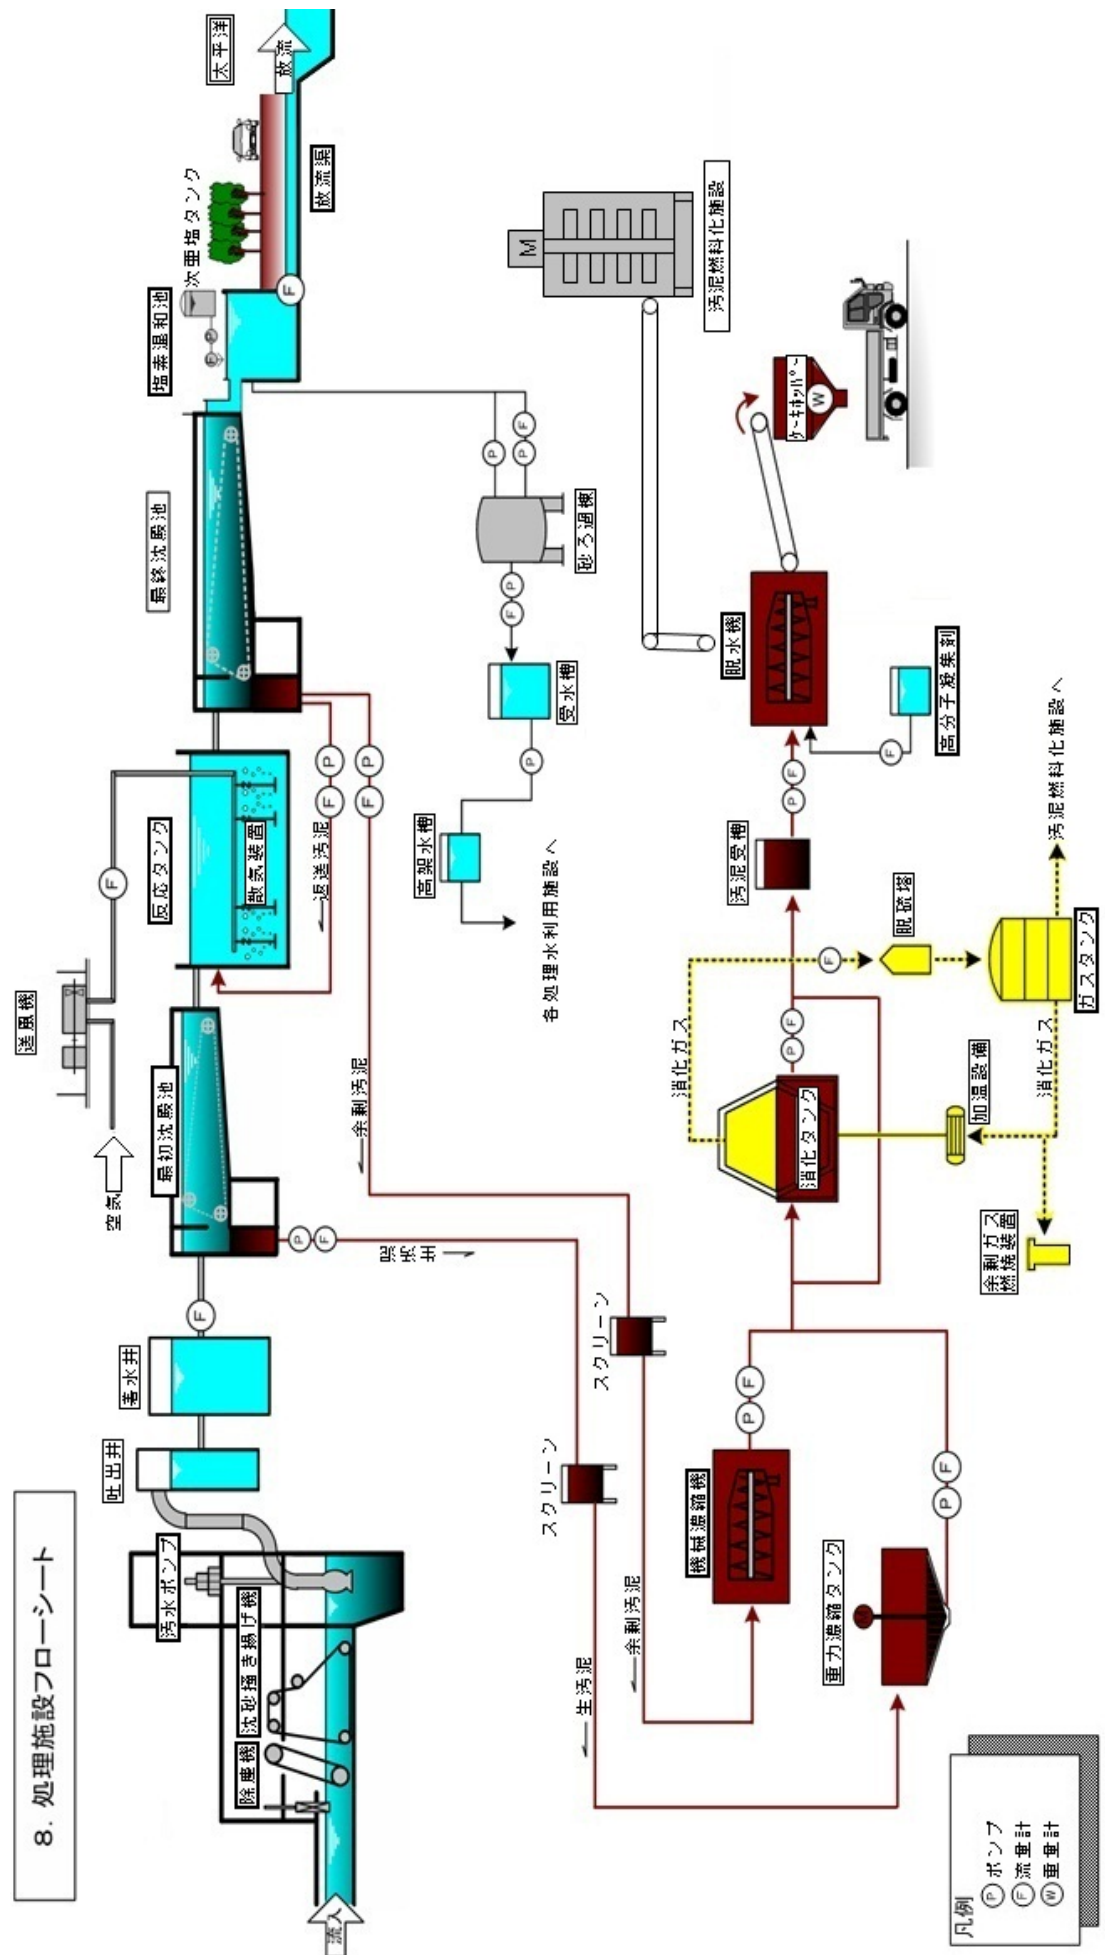 8. 処理施設フローシート
流入
除塵機
沈砂掻き揚げ機
汚水ポンプ
吐出井
着水井
F
空気
送風機
F
最初沈殿池
反応タンク
散気装置
最終沈殿池
塩素混和池
次亜塩タンク
P
F
太平洋
放流
放流渠
F
P
F
生汚泥
返送汚泥
F
P
余剰汚泥
F
P
P
F
P
砂ろ過棟
F
P
受水槽
P
高架水槽
各処理水利用施設へ
スクリーン
スクリーン
生汚泥
余剰汚泥
機械濃縮機
P
F
重力濃縮タンク
M
P
F
消化タンク
P
F
消化ガス
F
脱硫塔
ガスタンク
汚泥燃料化施設へ
消化ガス
加温設備
余剰ガス
燃焼装置
汚泥受槽
P
F
脱水機
F
高分子凝集剤
ケーキホッパー
W
M
汚泥燃料化施設
凡例
P ポンプ
F 流量計
W 重量計